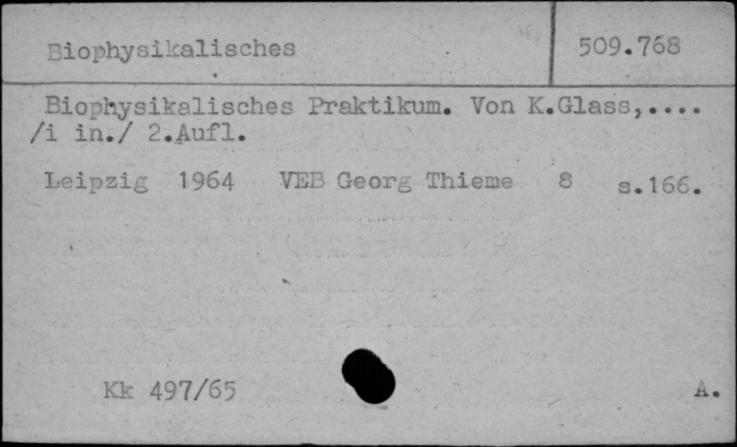 Biophysikalisches 509.768
Biophysikalisches Praktikum. Von K.Glass,....
/i in./ 2.Aufl.
Leipzig 1964 VEB Georg Thieme 8 s.166.
Kk 497/65 A.